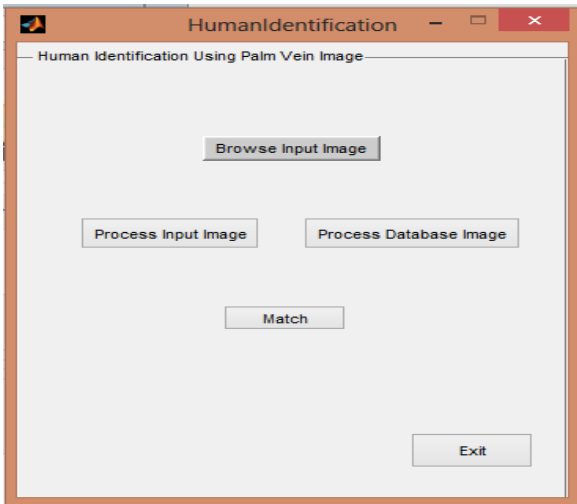 HumanIdentification
Human Identification Using Palm Vein Image
Browse Input Image
Process Input Image
Process Database Image
Match
Exit